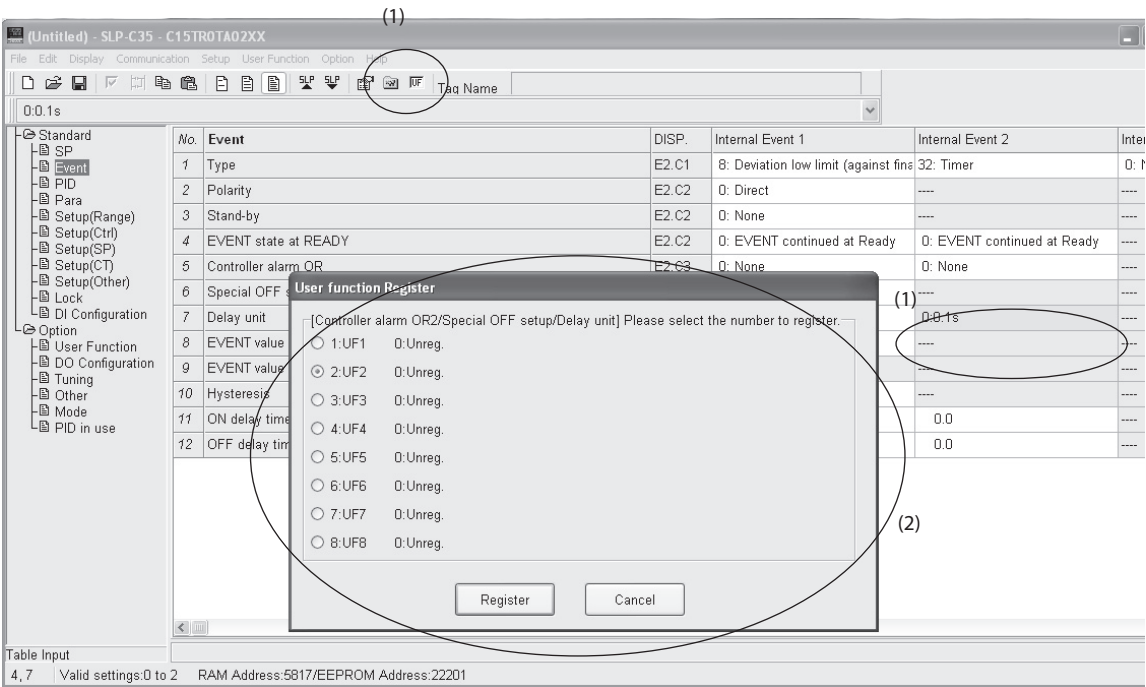 (1)
(Untitled) - SLP-C35 - C15TR0TA02XX
File Edit Display Communication Setup User Function Option Help
SLP SLP UF Tag Name
0:0.1s
Standard
SP
Event
PID
Para
Setup(Range)
Setup(Ctrl)
Setup(SP)
Setup(CT)
Setup(Other)
Lock
DI Configuration
Option
User Function
DO Configuration
Tuning
Other
Mode
PID in use
No. Event DISP. Internal Event 1 Internal Event 2
1 Type E2.C1 8: Deviation low limit (against fina 32: Timer
2 Polarity E2.C2 0: Direct ---- ----
3 Stand-by E2.C2 0: None ---- ----
4 EVENT state at READY E2.C2 0: EVENT continued at Ready 0: EVENT continued at Ready ----
5 Controller alarm OR E2.C3 0: None 0: None ----
6 Special OFF ---- ----
7 Delay unit 0:0.1s ----
8 EVENT value ---- ----
9 EVENT value ---- ----
10 Hysteresis ---- ----
11 ON delay time 0.0 ----
12 OFF delay tim 0.0 ----
(1)
User function Register
[Controller alarm OR2/Special OFF setup/Delay unit] Please select the number to register.
1:UF1 0:Unreg.
2:UF2 0:Unreg.
3:UF3 0:Unreg.
4:UF4 0:Unreg.
5:UF5 0:Unreg.
6:UF6 0:Unreg.
7:UF7 0:Unreg.
8:UF8 0:Unreg.
Register Cancel
(2)
Table Input
4, 7 Valid settings:0 to 2 RAM Address:5817/EEPROM Address:22201